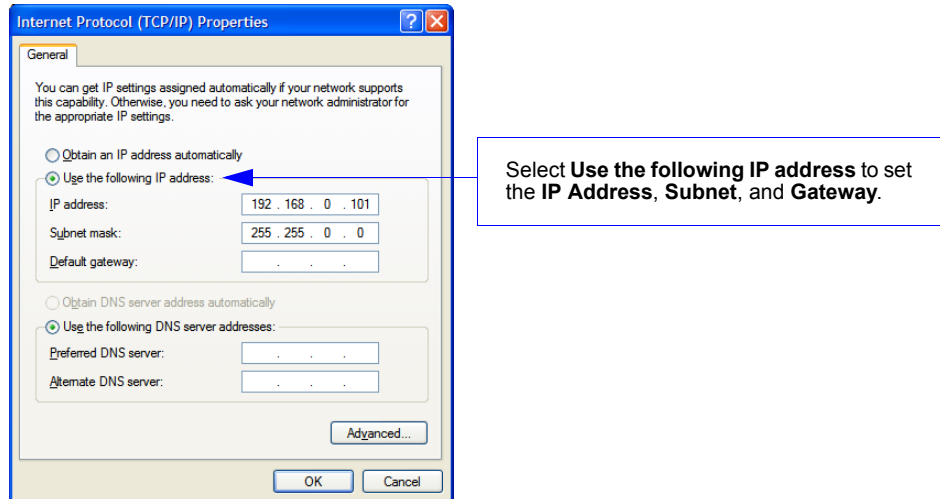 Internet Protocol (TCP/IP) Properties
General
You can get IP settings assigned automatically if your network supports
this capability. Otherwise, you need to ask your network administrator for
the appropriate IP settings.
Obtain an IP address automatically
Use the following IP address:
IP address: 192 . 168 . 0 . 101
Subnet mask: 255 . 255 . 0 . 0
Default gateway: . . .
Obtain DNS server address automatically
Use the following DNS server addresses:
Preferred DNS server: . . .
Alternate DNS server: . . .
Advanced...
OK Cancel
Select Use the following IP address to set
the IP Address, Subnet, and Gateway.